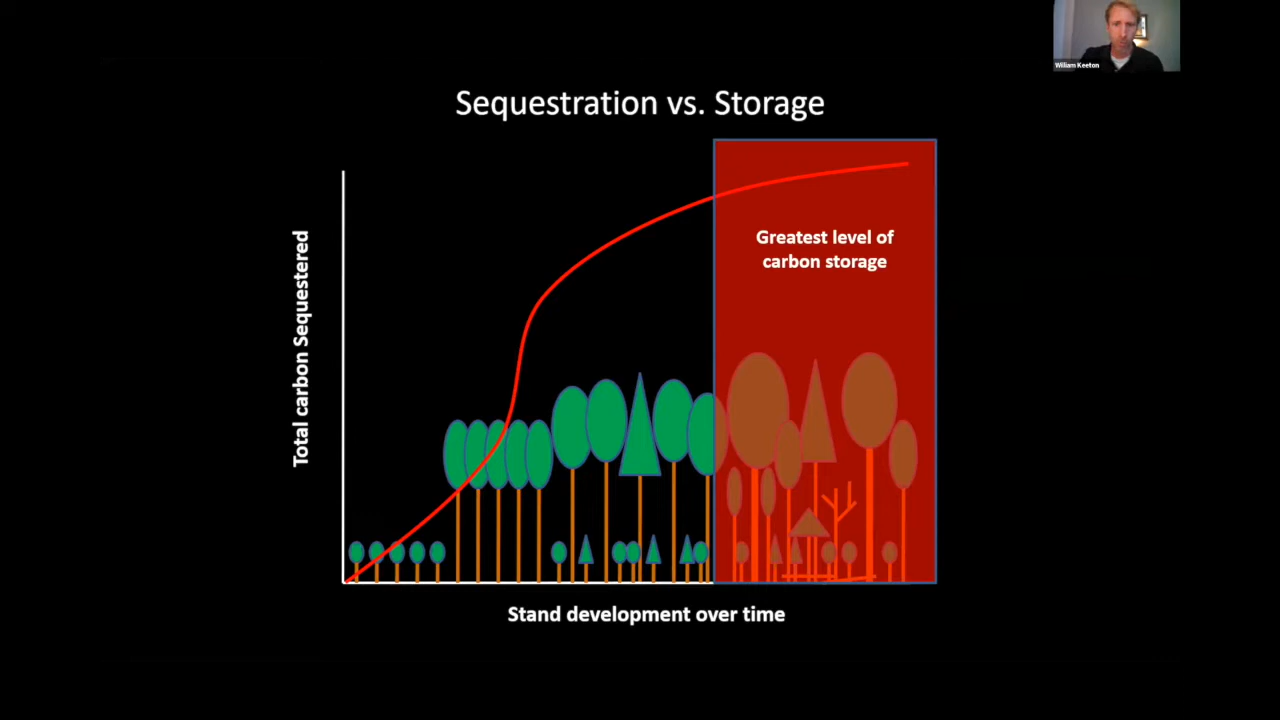 William Keeton
Sequestration vs. Storage
Greatest level of
carbon storage
Total carbon Sequestered
Stand development over time